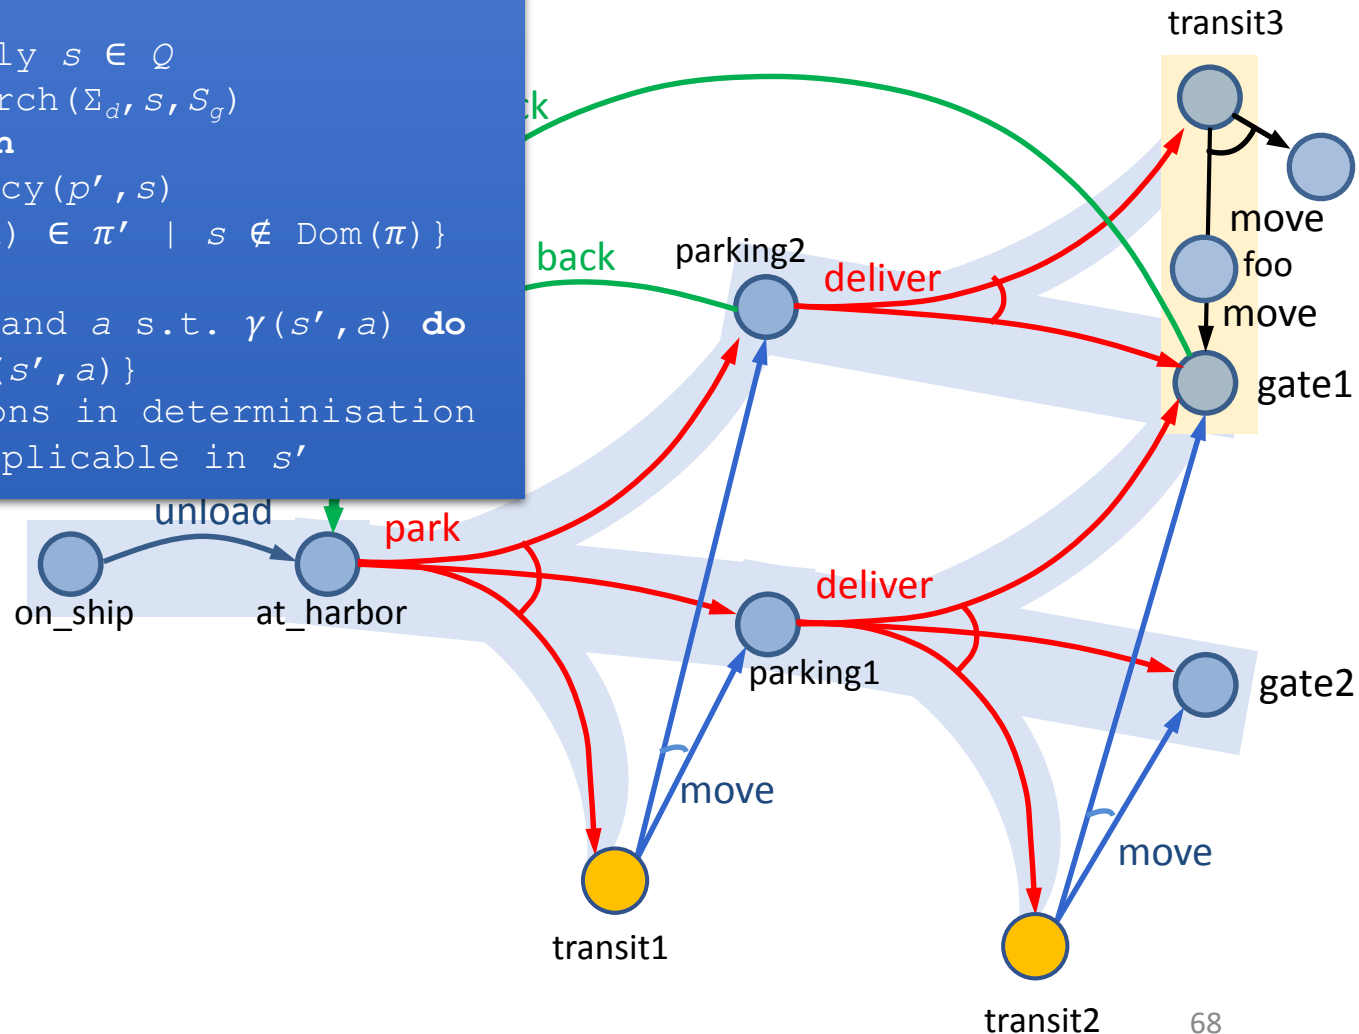 ly s ∈ Q
rch(Σd,s,Sg)
n
cy(p′,s)
) ∈ π′ | s ∉ Dom(π)}
and a s.t. γ(s′,a) do
(s′,a)}
ons in determinisation
plicable in s′
transit3
ck
move
foo
move
back
parking2
deliver
gate1
unload
park
on_ship
at_harbor
deliver
parking1
gate2
move
move
transit1
transit2
68